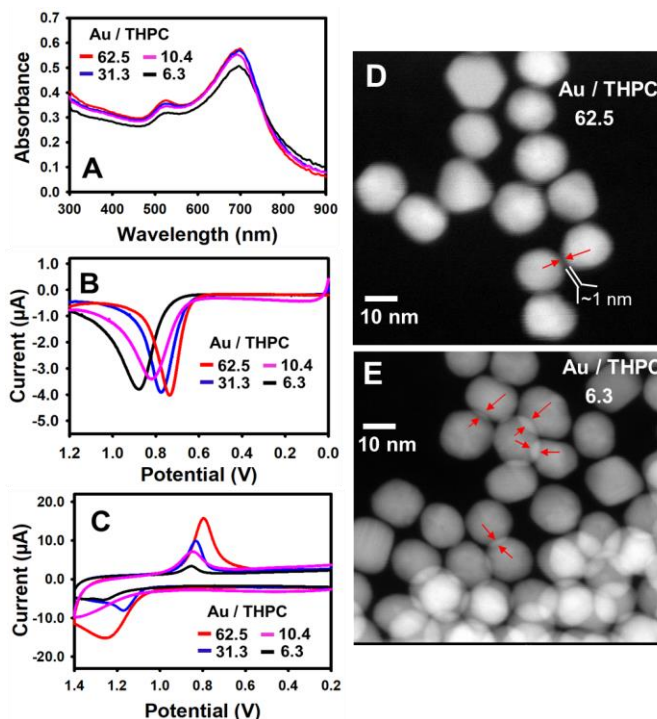 Au / THPC
62.5 10.4
31.3 6.3
A
Absorbance
0.7
0.6
0.5
0.4
0.3
0.2
0.1
0.0
300 400 500 600 700 800 900
Wavelength (nm)
B
Current (µA)
1.0
0.0
-1.0
-2.0
-3.0
-4.0
-5.0
62.5 10.4
31.3 6.3
Au / THPC
1.2 1.0 0.8 0.6 0.4 0.2 0.0
Potential (V)
C
Current (µA)
20.0
10.0
0.0
-10.0
-20.0
Au / THPC
62.5 10.4
31.3 6.3
1.4 1.2 1.0 0.8 0.6 0.4 0.2
Potential (V)
D
Au / THPC
62.5
~1 nm
10 nm
E
Au / THPC
6.3
10 nm